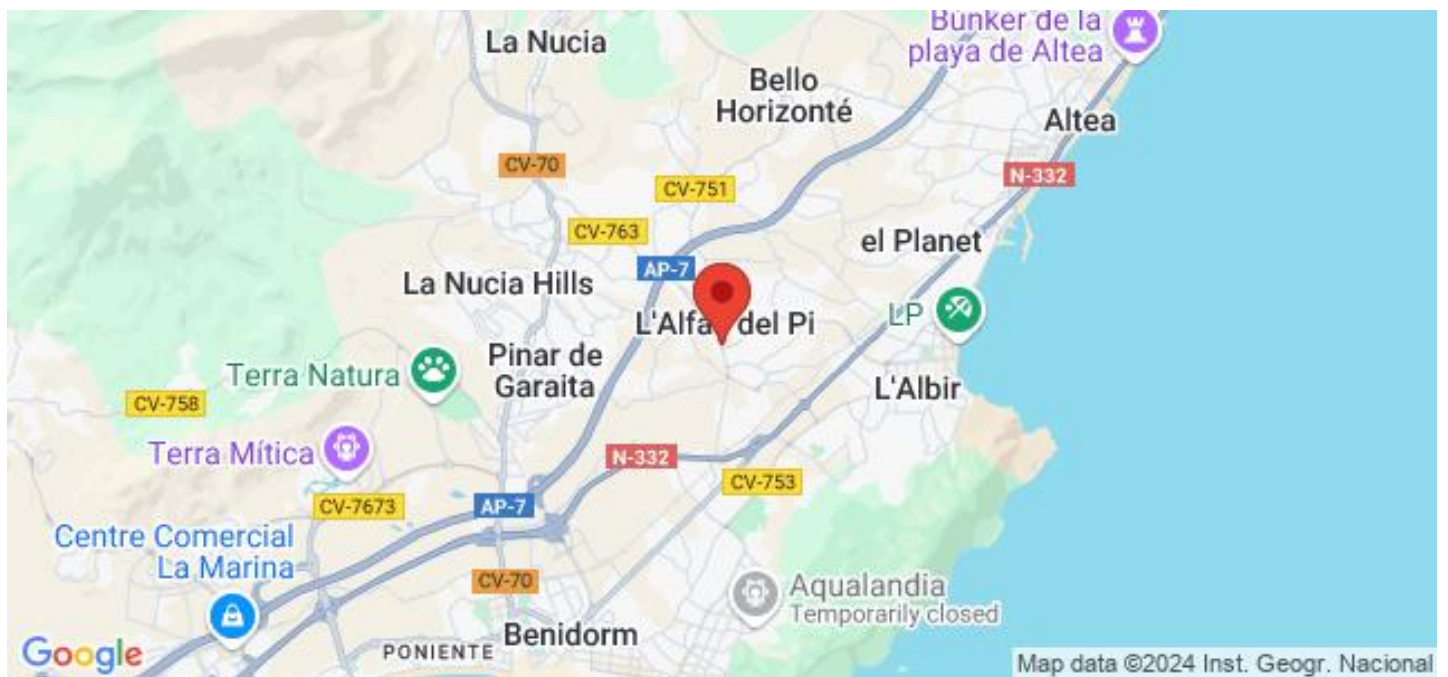 Búnker de la
playa de Altea
La Nucia
Bello
Horizonté
Altea
CV-70
N-332
CV-751
CV-763
el Planet
AP-7
La Nucia Hills
LP
L'Alfa del Pi
Pinar de
Garaita
Terra Natura
L'Albir
CV-758
Terra Mítica
N-332
CV-753
CV-7673
AP-7
Centre Comercial
La Marina
CV-70
Aqualandia
Temporarily closed
Benidorm
PONIENTE
Google
Map data ©2024 Inst. Geogr. Nacional